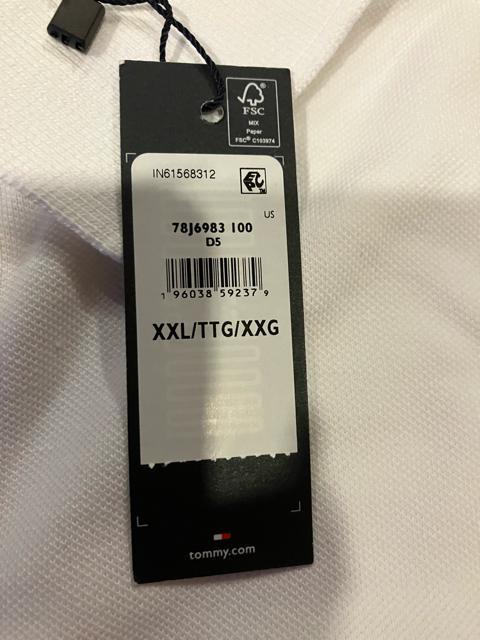 FSC®
MIX
Paper
FSC® C103974
IN61568312
US
78J6983 100
D5
1 96038 59237 9
XXL/TTG/XXG
tommy.com